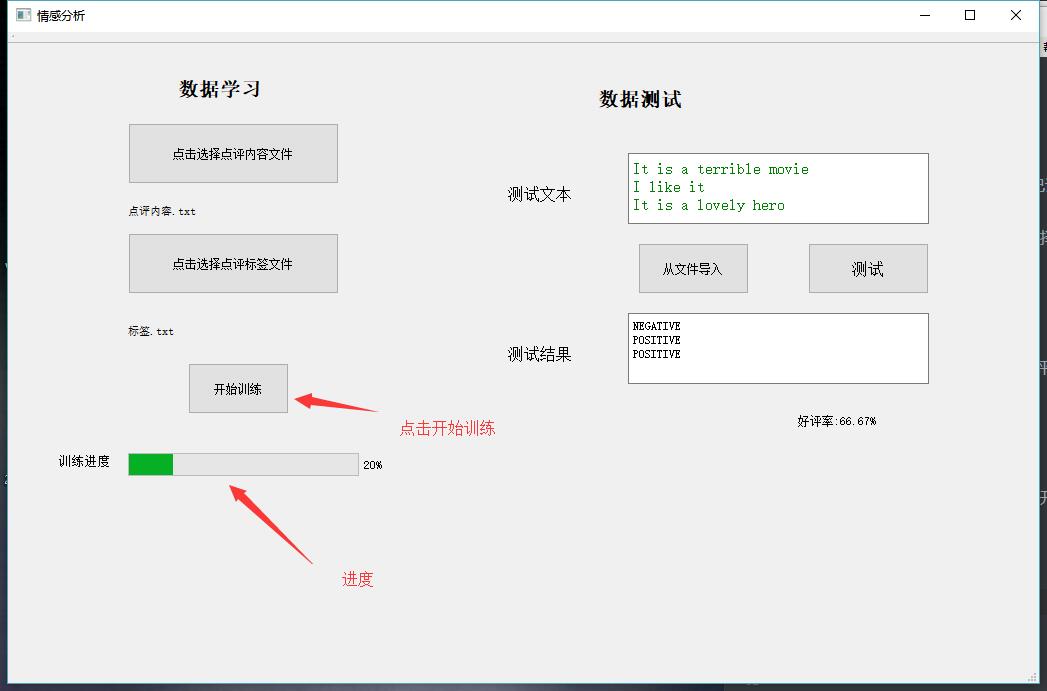 情感分析
数据学习
点击选择点评内容文件
点评内容.txt
点击选择点评标签文件
标签.txt
开始训练
点击开始训练
训练进度
20%
进度
数据测试
测试文本
It is a terrible movie
I like it
It is a lovely hero
从文件导入
测试
测试结果
NEGATIVE
POSITIVE
POSITIVE
好评率:66.67%